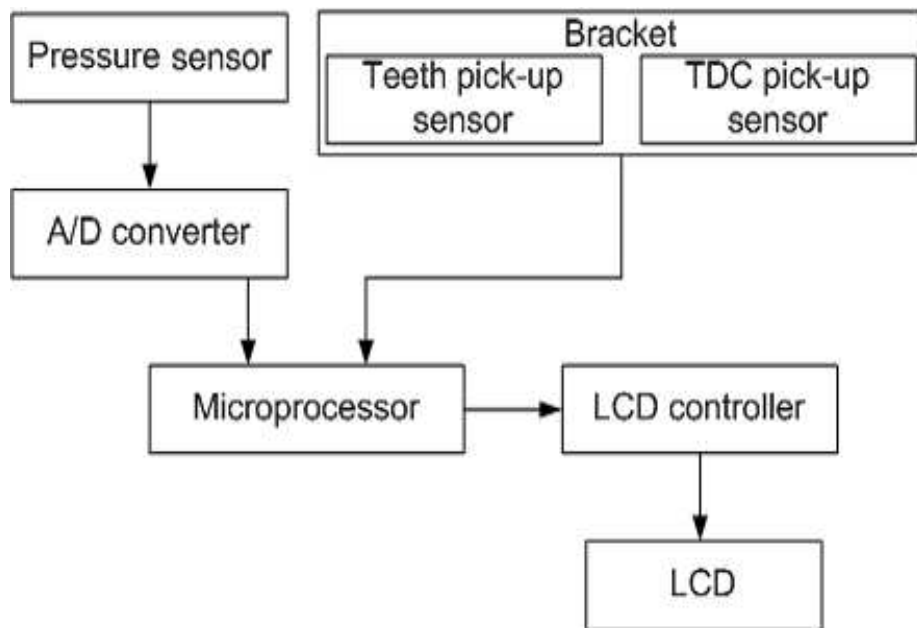 Pressure sensor
Bracket
Teeth pick-up
sensor
TDC pick-up
sensor
A/D converter
Microprocessor
LCD controller
LCD